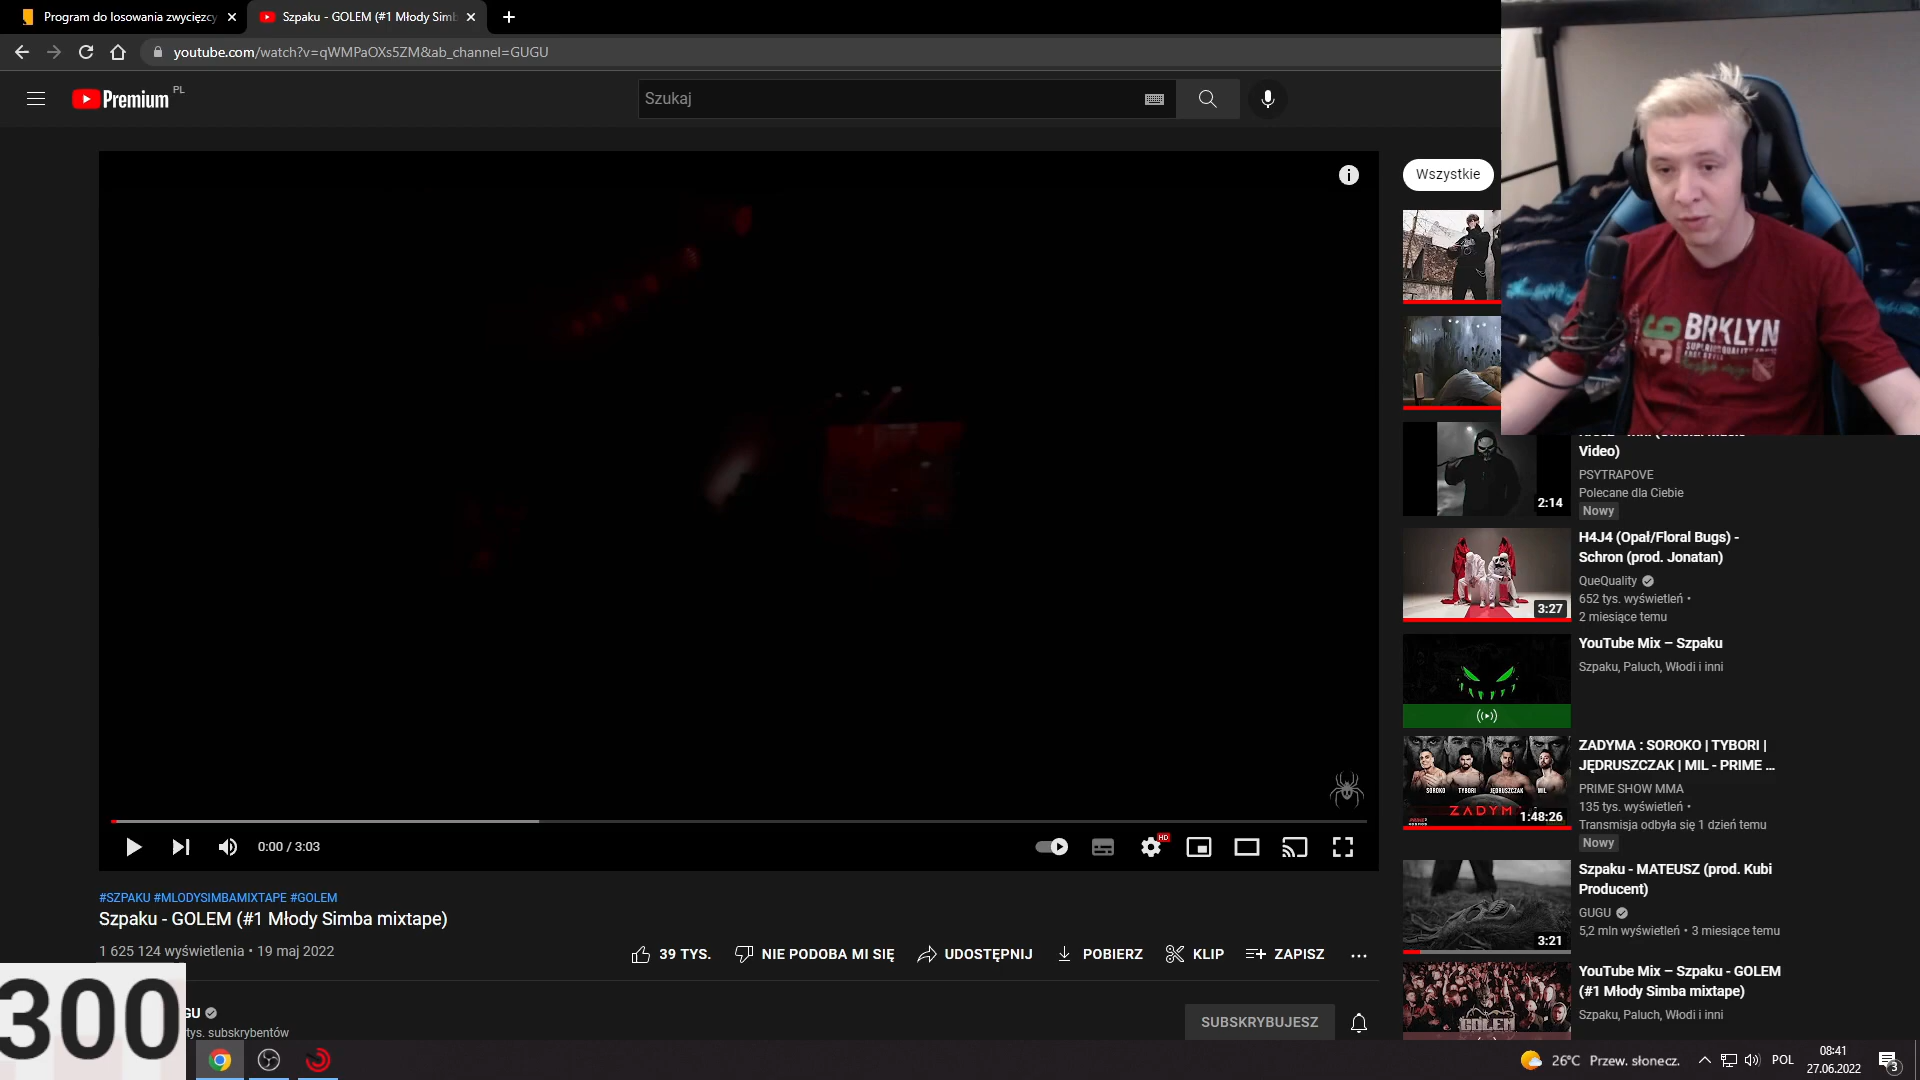 Program do losowania zwycięzcy
Szpaku - GOLEM (#1 Młody Simb
youtube.com/watch?v=qWMPaOXs5ZM&ab_channel=GUGU
Premium PL
Szukaj
Wszystkie
BRKLYN
Video)
PSYTRAPOVE
Polecane dla Ciebie
2:14
Nowy
H4J4 (Opał/Floral Bugs) -
Schron (prod. Jonatan)
QueQuality
652 tys. wyświetleń •
3:27
2 miesiące temu
YouTube Mix – Szpaku
Szpaku, Paluch, Włodi i inni
ZADYMA : SOROKO | TYBORI |
JĘDRUSZCZAK | MIL - PRIME ...
PRIME SHOW MMA
SOROKO TYBORI JĘDRUSZCZAK MIL
135 tys. wyświetleń •
ZADYM
1:48:26
Transmisja odbyła się 1 dzień temu
Nowy
Szpaku - MATEUSZ (prod. Kubi
Producent)
GUGU
5,2 mln wyświetleń • 3 miesiące temu
3:21
YouTube Mix – Szpaku - GOLEM
(#1 Młody Simba mixtape)
Szpaku, Paluch, Włodi i inni
GOLEM
0:00 / 3:03
HD
#SZPAKU #MLODYSIMBAMIXTAPE #GOLEM
Szpaku - GOLEM (#1 Młody Simba mixtape)
1 625 124 wyświetlenia • 19 maj 2022
39 TYS.
NIE PODOBA MI SIĘ
UDOSTĘPNIJ
POBIERZ
KLIP
ZAPISZ
300
GU
tys. subskrybentów
SUBSKRYBUJESZ
26°C Przew. słonecz.
POL
08:41
27.06.2022
3